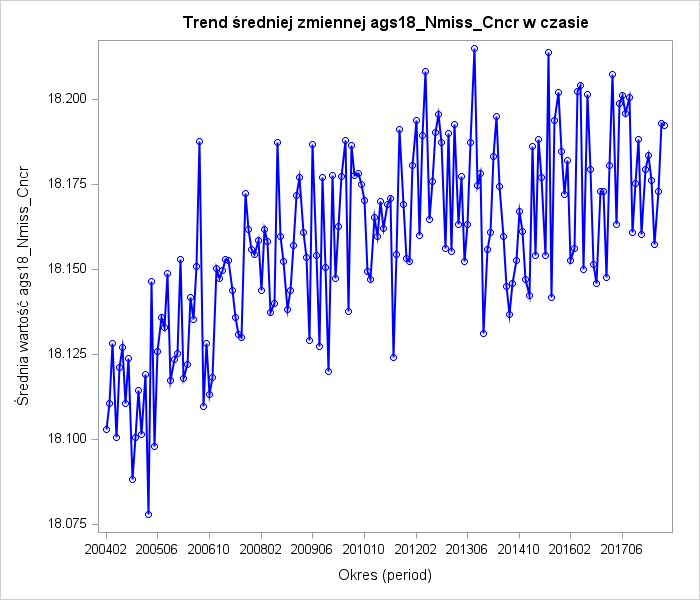 Trend średniej zmiennej ags18_Nmiss_Cncr w czasie
Średnia wartość ags18_Nmiss_Cncr
18.200
18.175
18.150
18.125
18.100
18.075
200402 200506 200610 200802 200906 201010 201202 201306 201410 201602 201706
Okres (period)